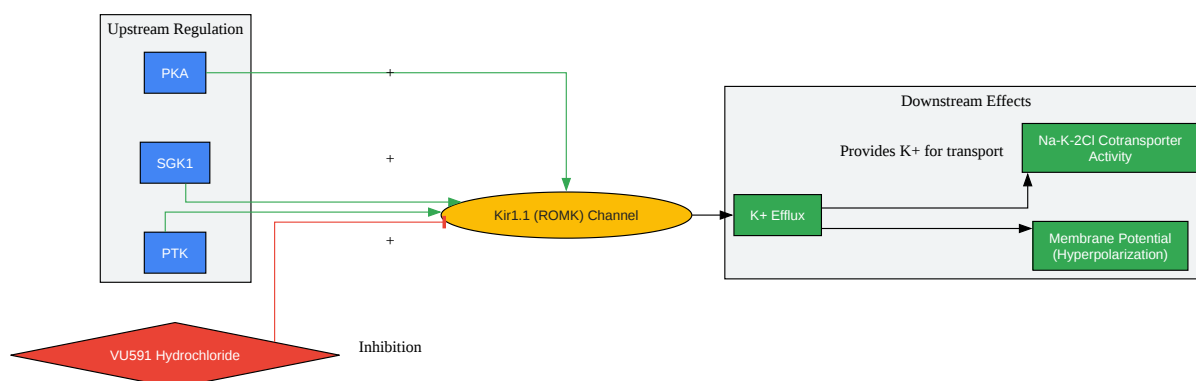 Upstream Regulation
PKA
+
SGK1
+
PTK
+
Kir1.1 (ROMK) Channel
VU591 Hydrochloride
Inhibition
Downstream Effects
Provides K+ for transport
Na-K-2Cl Cotransporter
Activity
K+ Efflux
Membrane Potential
(Hyperpolarization)